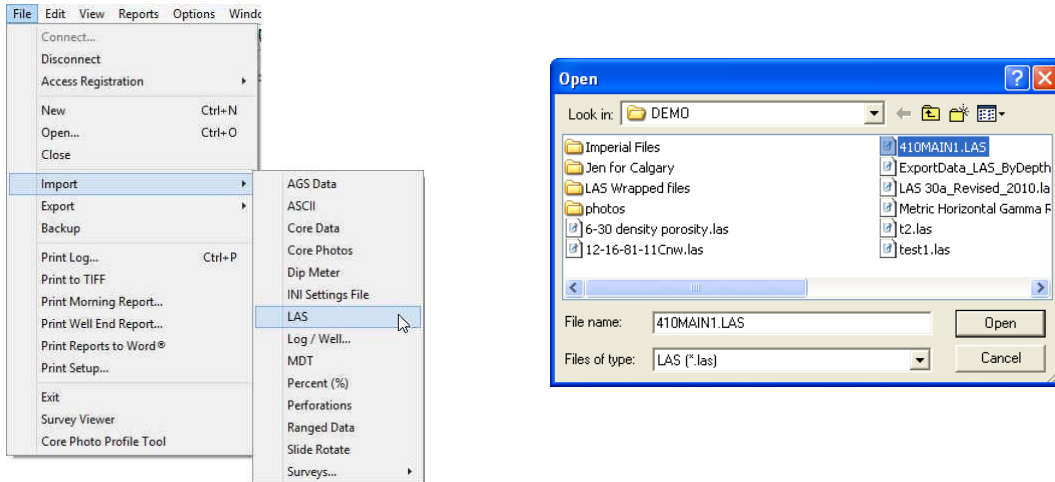 File Edit View Reports Options Windo
Connect...
Disconnect
Access Registration
New Ctrl+N
Open... Ctrl+O
Close
Import
Export
Backup
Print Log... Ctrl+P
Print to TIFF
Print Morning Report...
Print Well End Report...
Print Reports to Word®
Print Setup...
Exit
Survey Viewer
Core Photo Profile Tool
AGS Data
ASCII
Core Data
Core Photos
Dip Meter
INI Settings File
LAS
Log / Well...
MDT
Percent (%)
Perforations
Ranged Data
Slide Rotate
Surveys...
Open
Look in: DEMO
Imperial Files
Jen for Calgary
LAS Wrapped files
photos
6-30 density porosity.las
12-16-81-11Cnw.las
410MAIN1.LAS
ExportData_LAS_ByDepth
LAS 30a_Revised_2010.la
Metric Horizontal Gamma R
t2.las
test1.las
File name: 410MAIN1.LAS Open
Files of type: LAS (*.las) Cancel